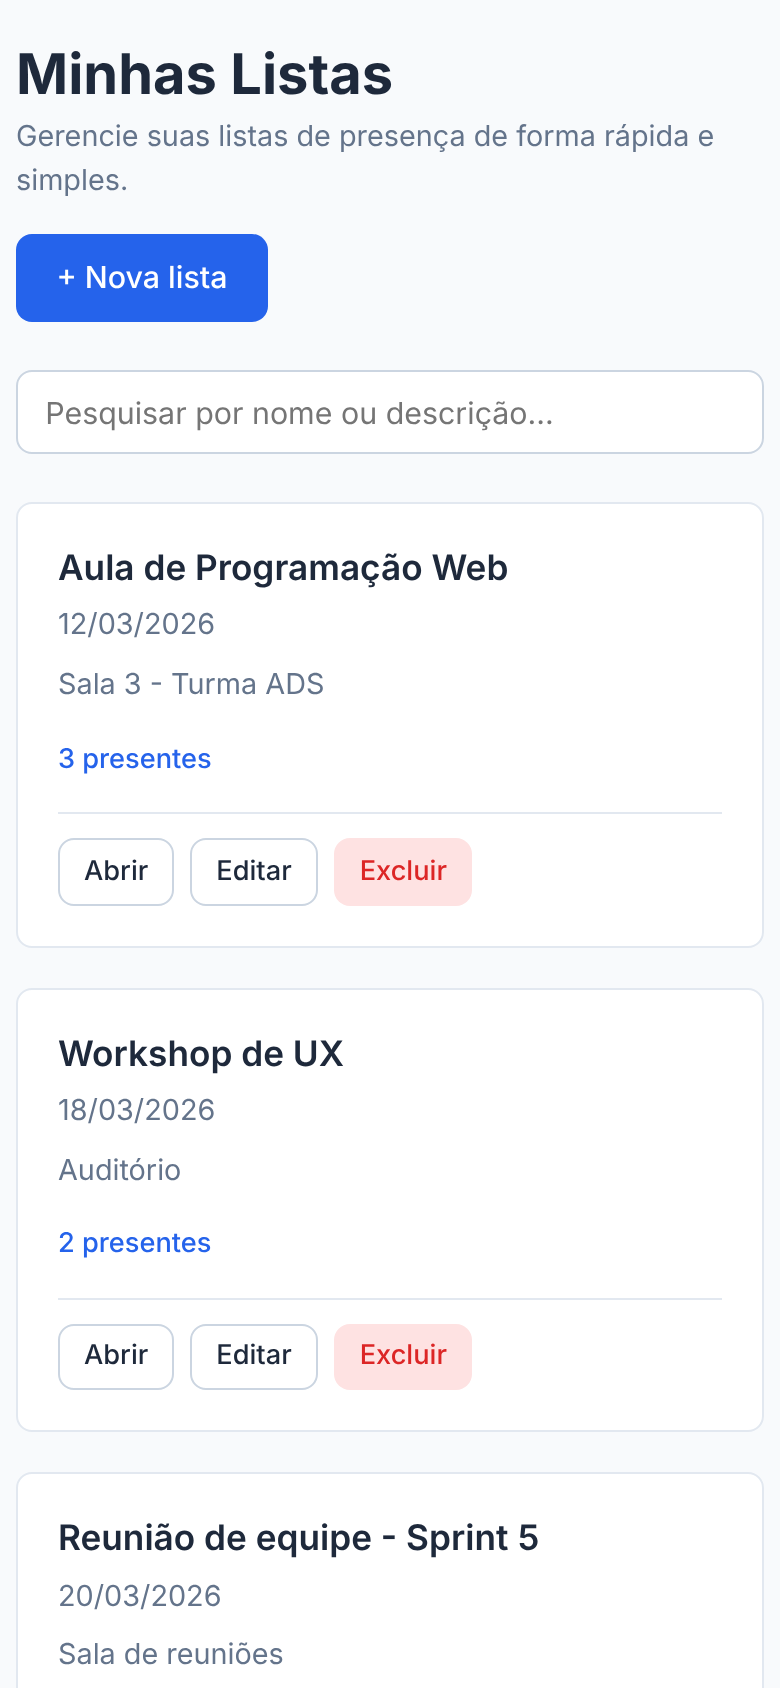 Minhas Listas
Gerencie suas listas de presença de forma rápida e
simples.
+ Nova lista
Pesquisar por nome ou descrição...
Aula de Programação Web
12/03/2026
Sala 3 - Turma ADS
3 presentes
Abrir Editar Excluir
Workshop de UX
18/03/2026
Auditório
2 presentes
Abrir Editar Excluir
Reunião de equipe - Sprint 5
20/03/2026
Sala de reuniões